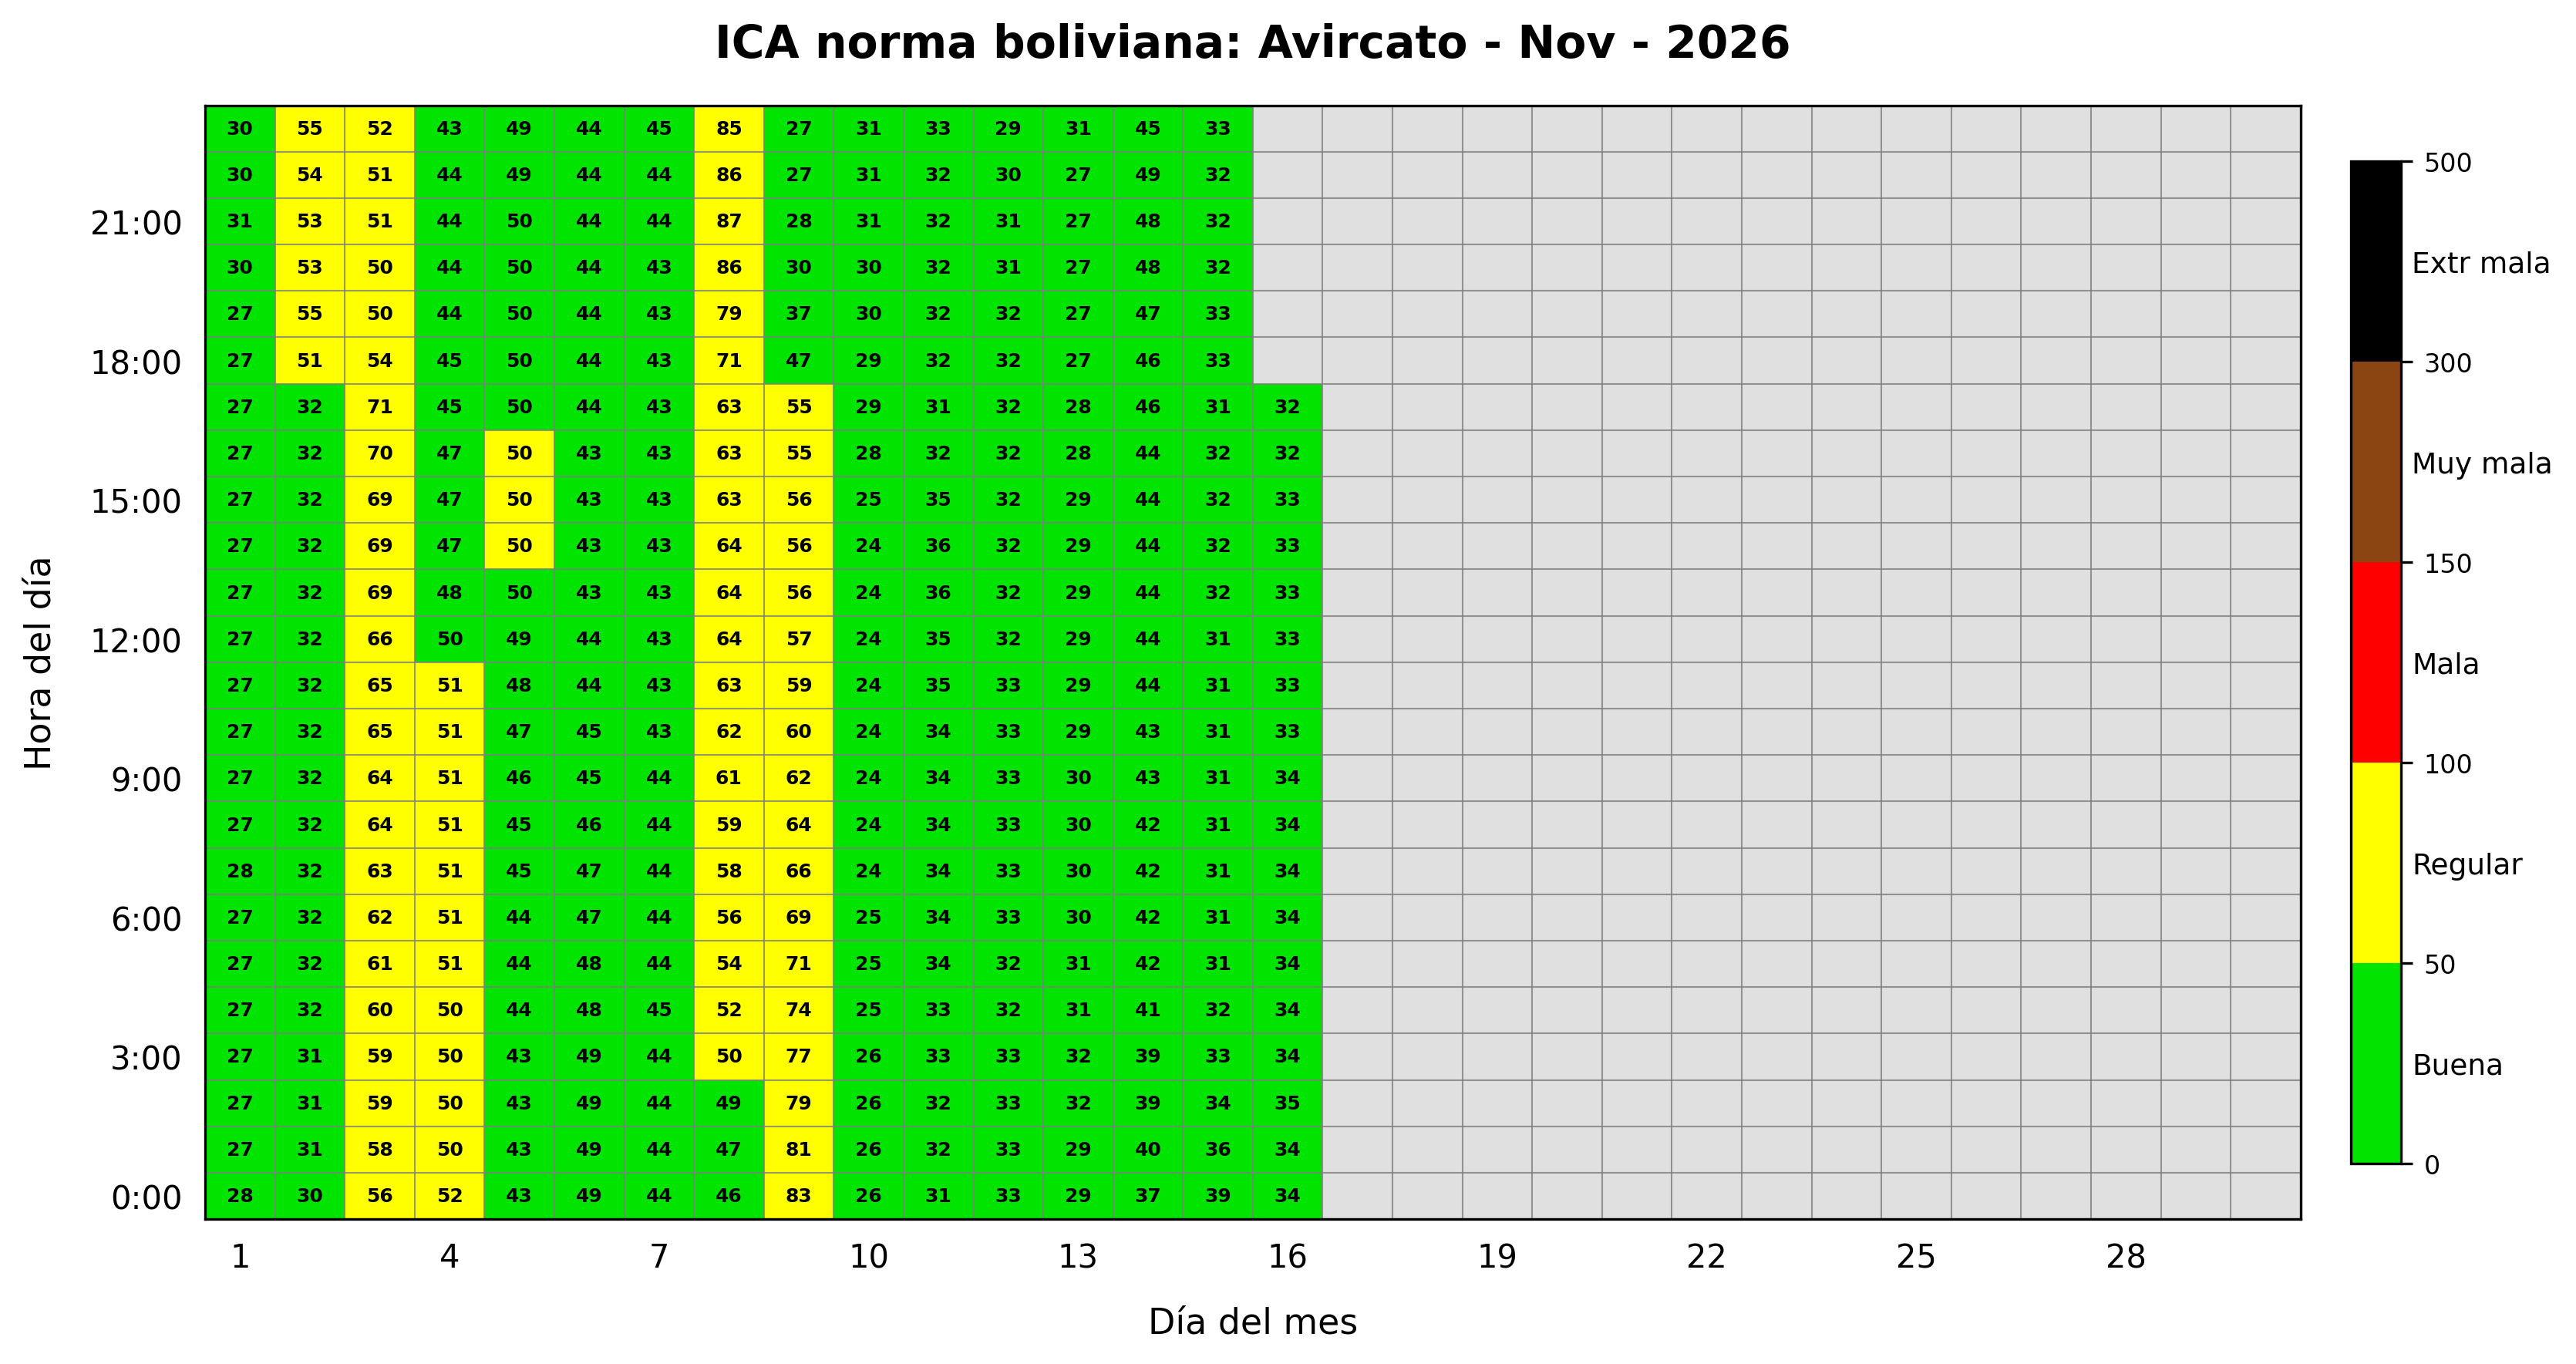 ICA norma boliviana: Avircato - Nov - 2026
30 55 52 43 49 44 45 85 27 31 33 29 31 45 33
30 54 51 44 49 44 44 86 27 31 32 30 27 49 32
21:00 31 53 51 44 50 44 44 87 28 31 32 31 27 48 32
30 53 50 44 50 44 43 86 30 30 32 31 27 48 32
27 55 50 44 50 44 43 79 37 30 32 32 27 47 33
18:00 27 51 54 45 50 44 43 71 47 29 32 32 27 46 33
27 32 71 45 50 44 43 63 55 29 31 32 28 46 31 32
27 32 70 47 50 43 43 63 55 28 32 32 28 44 32 32
15:00 27 32 69 47 50 43 43 63 56 25 35 32 29 44 32 33
27 32 69 47 50 43 43 64 56 24 36 32 29 44 32 33
27 32 69 48 50 43 43 64 56 24 36 32 29 44 32 33
12:00 27 32 66 50 49 44 43 64 57 24 35 32 29 44 31 33
27 32 65 51 48 44 43 63 59 24 35 33 29 44 31 33
27 32 65 51 47 45 43 62 60 24 34 33 29 43 31 33
9:00 27 32 64 51 46 45 44 61 62 24 34 33 30 43 31 34
27 32 64 51 45 46 44 59 64 24 34 33 30 42 31 34
28 32 63 51 45 47 44 58 66 24 34 33 30 42 31 34
6:00 27 32 62 51 44 47 44 56 69 25 34 33 30 42 31 34
27 32 61 51 44 48 44 54 71 25 34 32 31 42 31 34
27 32 60 50 44 48 45 52 74 25 33 32 31 41 32 34
3:00 27 31 59 50 43 49 44 50 77 26 33 33 32 39 33 34
27 31 59 50 43 49 44 49 79 26 32 33 32 39 34 35
27 31 58 50 43 49 44 47 81 26 32 33 29 40 36 34
0:00 28 30 56 52 43 49 44 46 83 26 31 33 29 37 39 34
1 4 7 10 13 16 19 22 25 28
Día del mes
Hora del día
500
Extr mala
300
Muy mala
150
Mala
100
Regular
50
Buena
0